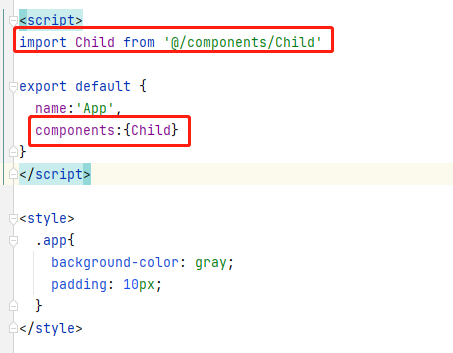 <script>
import Child from '@/components/Child'
export default {
name:'App',
components:{Child}
}
</script>
<style>
.app{
background-color: gray;
padding: 10px;
}
</style>